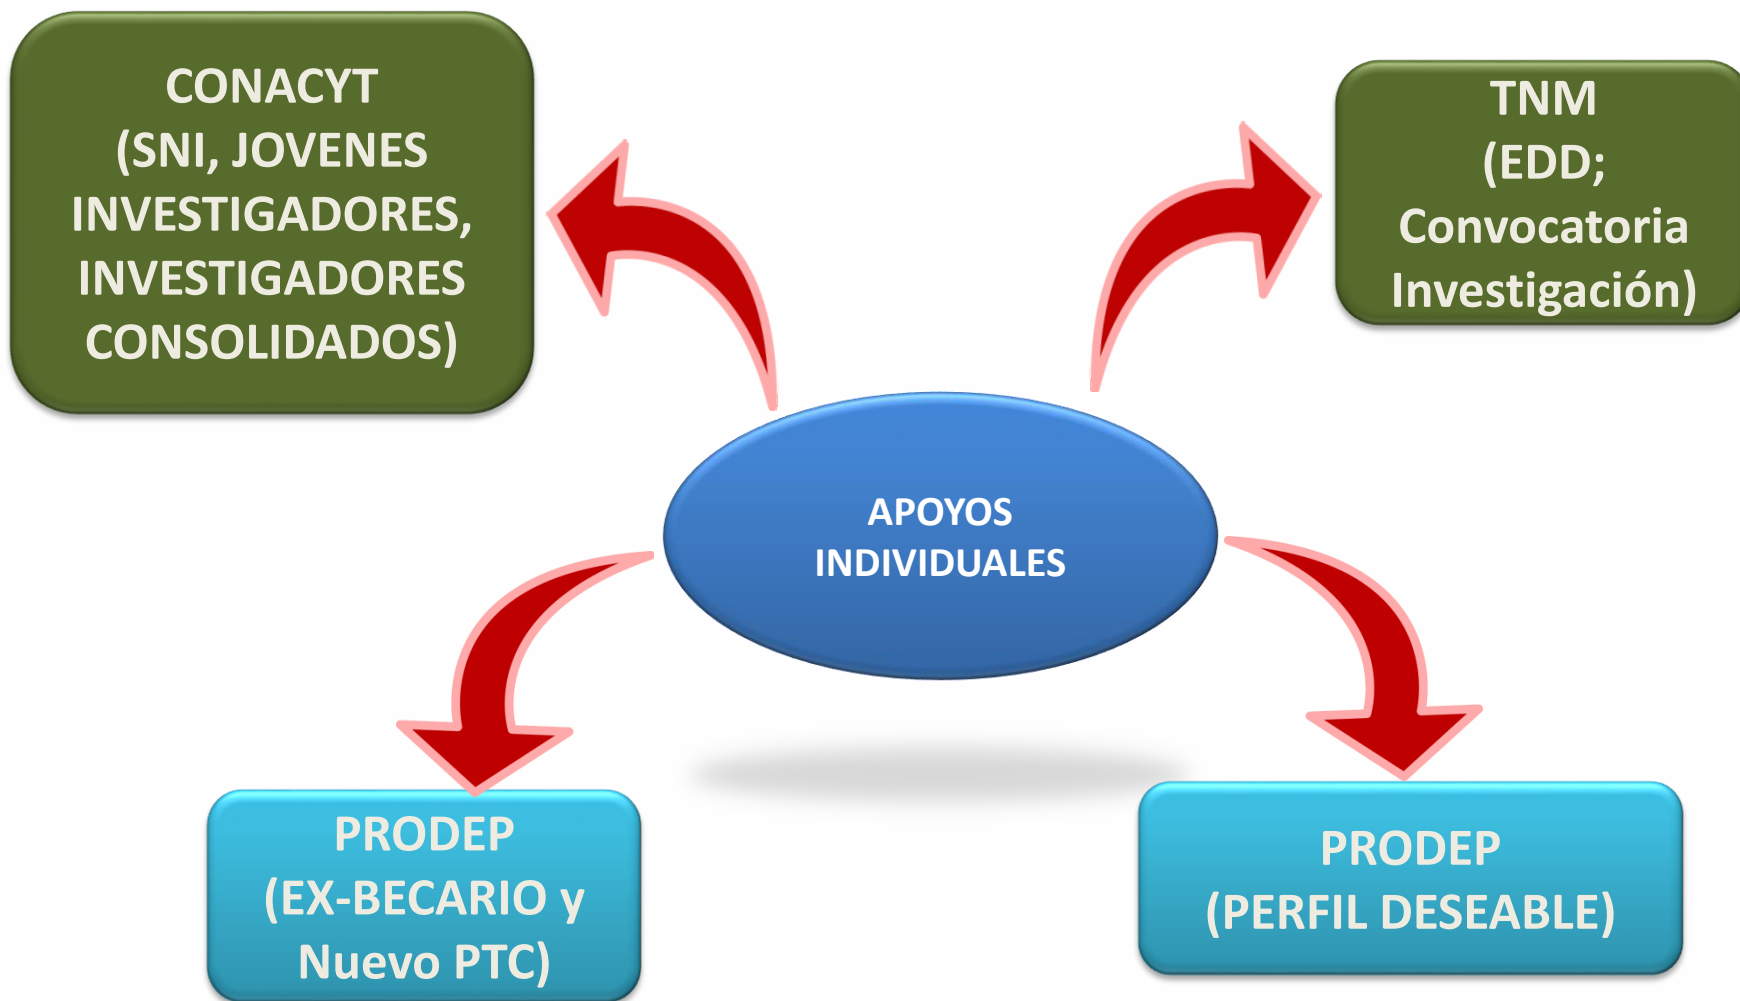 CONACYT
(SNI, JOVENES
INVESTIGADORES,
INVESTIGADORES
CONSOLIDADOS)
TNM
(EDD;
Convocatoria
Investigación)
APOYOS
INDIVIDUALES
PRODEP
(EX-BECARIO y
Nuevo PTC)
PRODEP
(PERFIL DESEABLE)